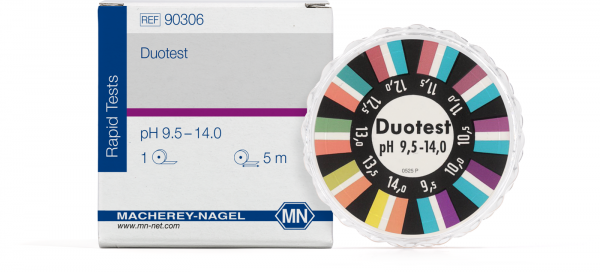 REF 90306
Duotest
Rapid Tests
pH 9.5 – 14.0
1
5 m
MACHEREY-NAGEL
www.mn-net.com
MN
Duotest
pH 9,5-14,0
0525 P
9,5
10,0
10,5
11,0
11,5
12,0
12,5
13,0
13,5
14,0